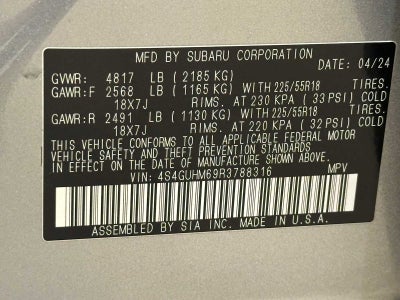 MFD BY SUBARU CORPORATION DATE: 04/24
GVWR: 4817 LB ( 2185 KG)
GAWR:F 2568 LB ( 1165 KG) WITH 225/55R18 TIRES.
18X7J RIMS. AT 230 KPA ( 33 PSI) COLD
GAWR:R 2491 LB ( 1130 KG) WITH 225/55R18 TIRES.
18X7J RIMS. AT 220 KPA ( 32 PSI) COLD
THIS VEHICLE CONFORMS TO ALL APPLICABLE FEDERAL MOTOR
VEHICLE SAFETY AND THEFT PREVENTION STANDARDS
IN EFFECT ON THE DATE OF MANUFACTURE SHOWN ABOVE.
VIN: 4S4GUHM69R3788316 MPV
ASSEMBLED BY SIA INC. MADE IN U.S.A.